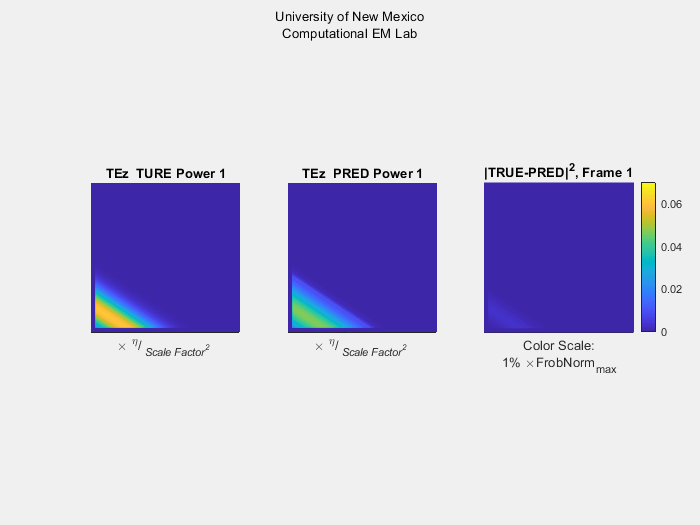 University of New Mexico
Computational EM Lab
TEz TURE Power 1
TEz PRED Power 1
|TRUE-PRED|², Frame 1
0.06
0.04
0.02
0
× η/ Scale Factor²
× η/ Scale Factor²
Color Scale:
1% ×FrobNorm_max